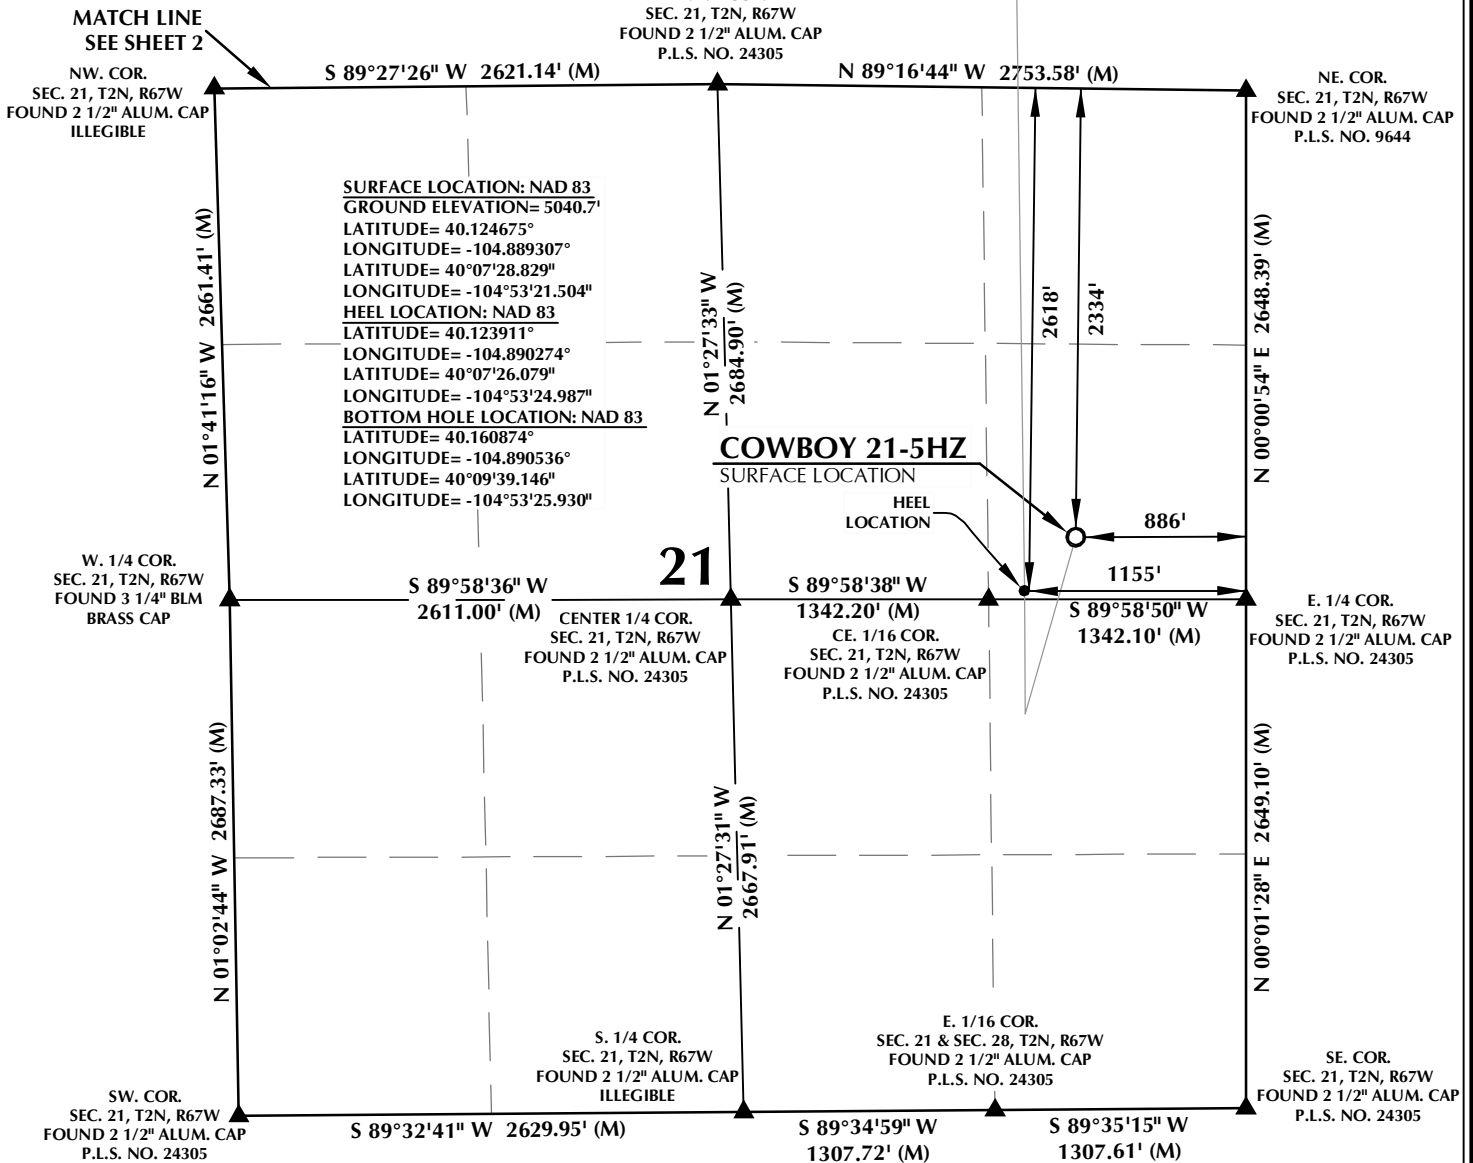 MATCH LINE
SEE SHEET 2
SEC. 21, T2N, R67W
FOUND 2 1/2" ALUM. CAP
P.L.S. NO. 24305
NW. COR.
SEC. 21, T2N, R67W
FOUND 2 1/2" ALUM. CAP
ILLEGIBLE
S 89°27'26" W 2621.14' (M)
N 89°16'44" W 2753.58' (M)
NE. COR.
SEC. 21, T2N, R67W
FOUND 2 1/2" ALUM. CAP
P.L.S. NO. 9644
SURFACE LOCATION: NAD 83
GROUND ELEVATION= 5040.7'
LATITUDE= 40.124675°
LONGITUDE= -104.889307°
LATITUDE= 40°07'28.829"
LONGITUDE= -104°53'21.504"
HEEL LOCATION: NAD 83
LATITUDE= 40.123911°
LONGITUDE= -104.890274°
LATITUDE= 40°07'26.079"
LONGITUDE= -104°53'24.987"
BOTTOM HOLE LOCATION: NAD 83
LATITUDE= 40.160874°
LONGITUDE= -104.890536°
LATITUDE= 40°09'39.146"
LONGITUDE= -104°53'25.930"
N 01°41'16" W 2661.41' (M)
N 01°27'33" W
2684.90' (M)
2618'
2334'
N 00°00'54" E 2648.39' (M)
COWBOY 21-5HZ
SURFACE LOCATION
HEEL
LOCATION
886'
1155'
W. 1/4 COR.
SEC. 21, T2N, R67W
FOUND 3 1/4" BLM
BRASS CAP
S 89°58'36" W
2611.00' (M)
21
CENTER 1/4 COR.
SEC. 21, T2N, R67W
FOUND 2 1/2" ALUM. CAP
P.L.S. NO. 24305
S 89°58'38" W
1342.20' (M)
CE. 1/16 COR.
SEC. 21, T2N, R67W
FOUND 2 1/2" ALUM. CAP
P.L.S. NO. 24305
S 89°58'50" W
1342.10' (M)
E. 1/4 COR.
SEC. 21, T2N, R67W
FOUND 2 1/2" ALUM. CAP
P.L.S. NO. 24305
N 01°02'44" W 2687.33' (M)
N 01°27'31" W
2667.91' (M)
N 00°01'28" E 2649.10' (M)
SW. COR.
SEC. 21, T2N, R67W
FOUND 2 1/2" ALUM. CAP
P.L.S. NO. 24305
S. 1/4 COR.
SEC. 21, T2N, R67W
FOUND 2 1/2" ALUM. CAP
ILLEGIBLE
E. 1/16 COR.
SEC. 21 & SEC. 28, T2N, R67W
FOUND 2 1/2" ALUM. CAP
P.L.S. NO. 24305
SE. COR.
SEC. 21, T2N, R67W
FOUND 2 1/2" ALUM. CAP
P.L.S. NO. 24305
S 89°32'41" W 2629.95' (M)
S 89°34'59" W
1307.72' (M)
S 89°35'15" W
1307.61' (M)